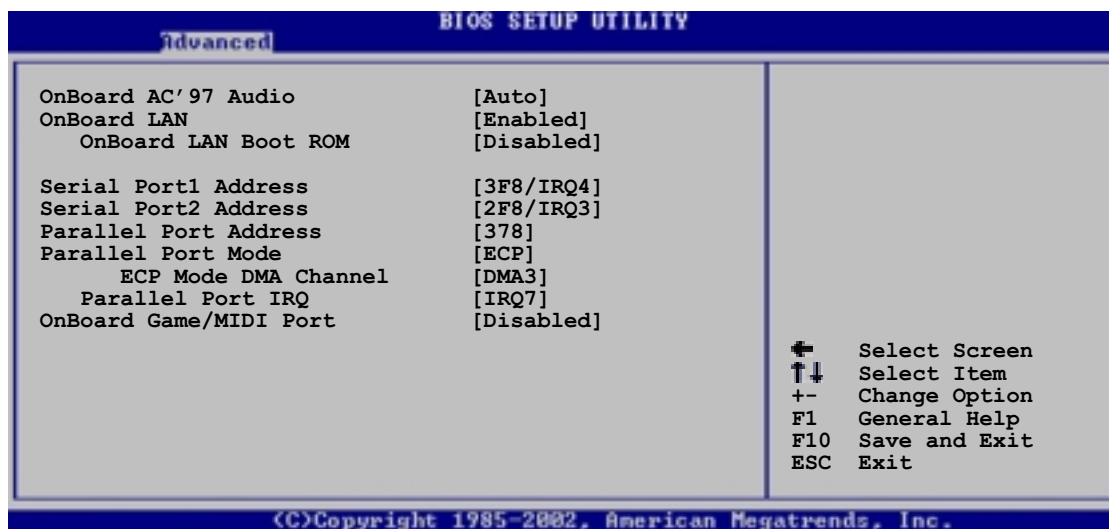 BIOS SETUP UTILITY
Advanced
OnBoard AC'97 Audio [Auto]
OnBoard LAN [Enabled]
OnBoard LAN Boot ROM [Disabled]
Serial Port1 Address [3F8/IRQ4]
Serial Port2 Address [2F8/IRQ3]
Parallel Port Address [378]
Parallel Port Mode [ECP]
ECP Mode DMA Channel [DMA3]
Parallel Port IRQ [IRQ7]
OnBoard Game/MIDI Port [Disabled]
← Select Screen
↑↓ Select Item
+- Change Option
F1 General Help
F10 Save and Exit
ESC Exit
(C)Copyright 1985-2002, American Megatrends, Inc.